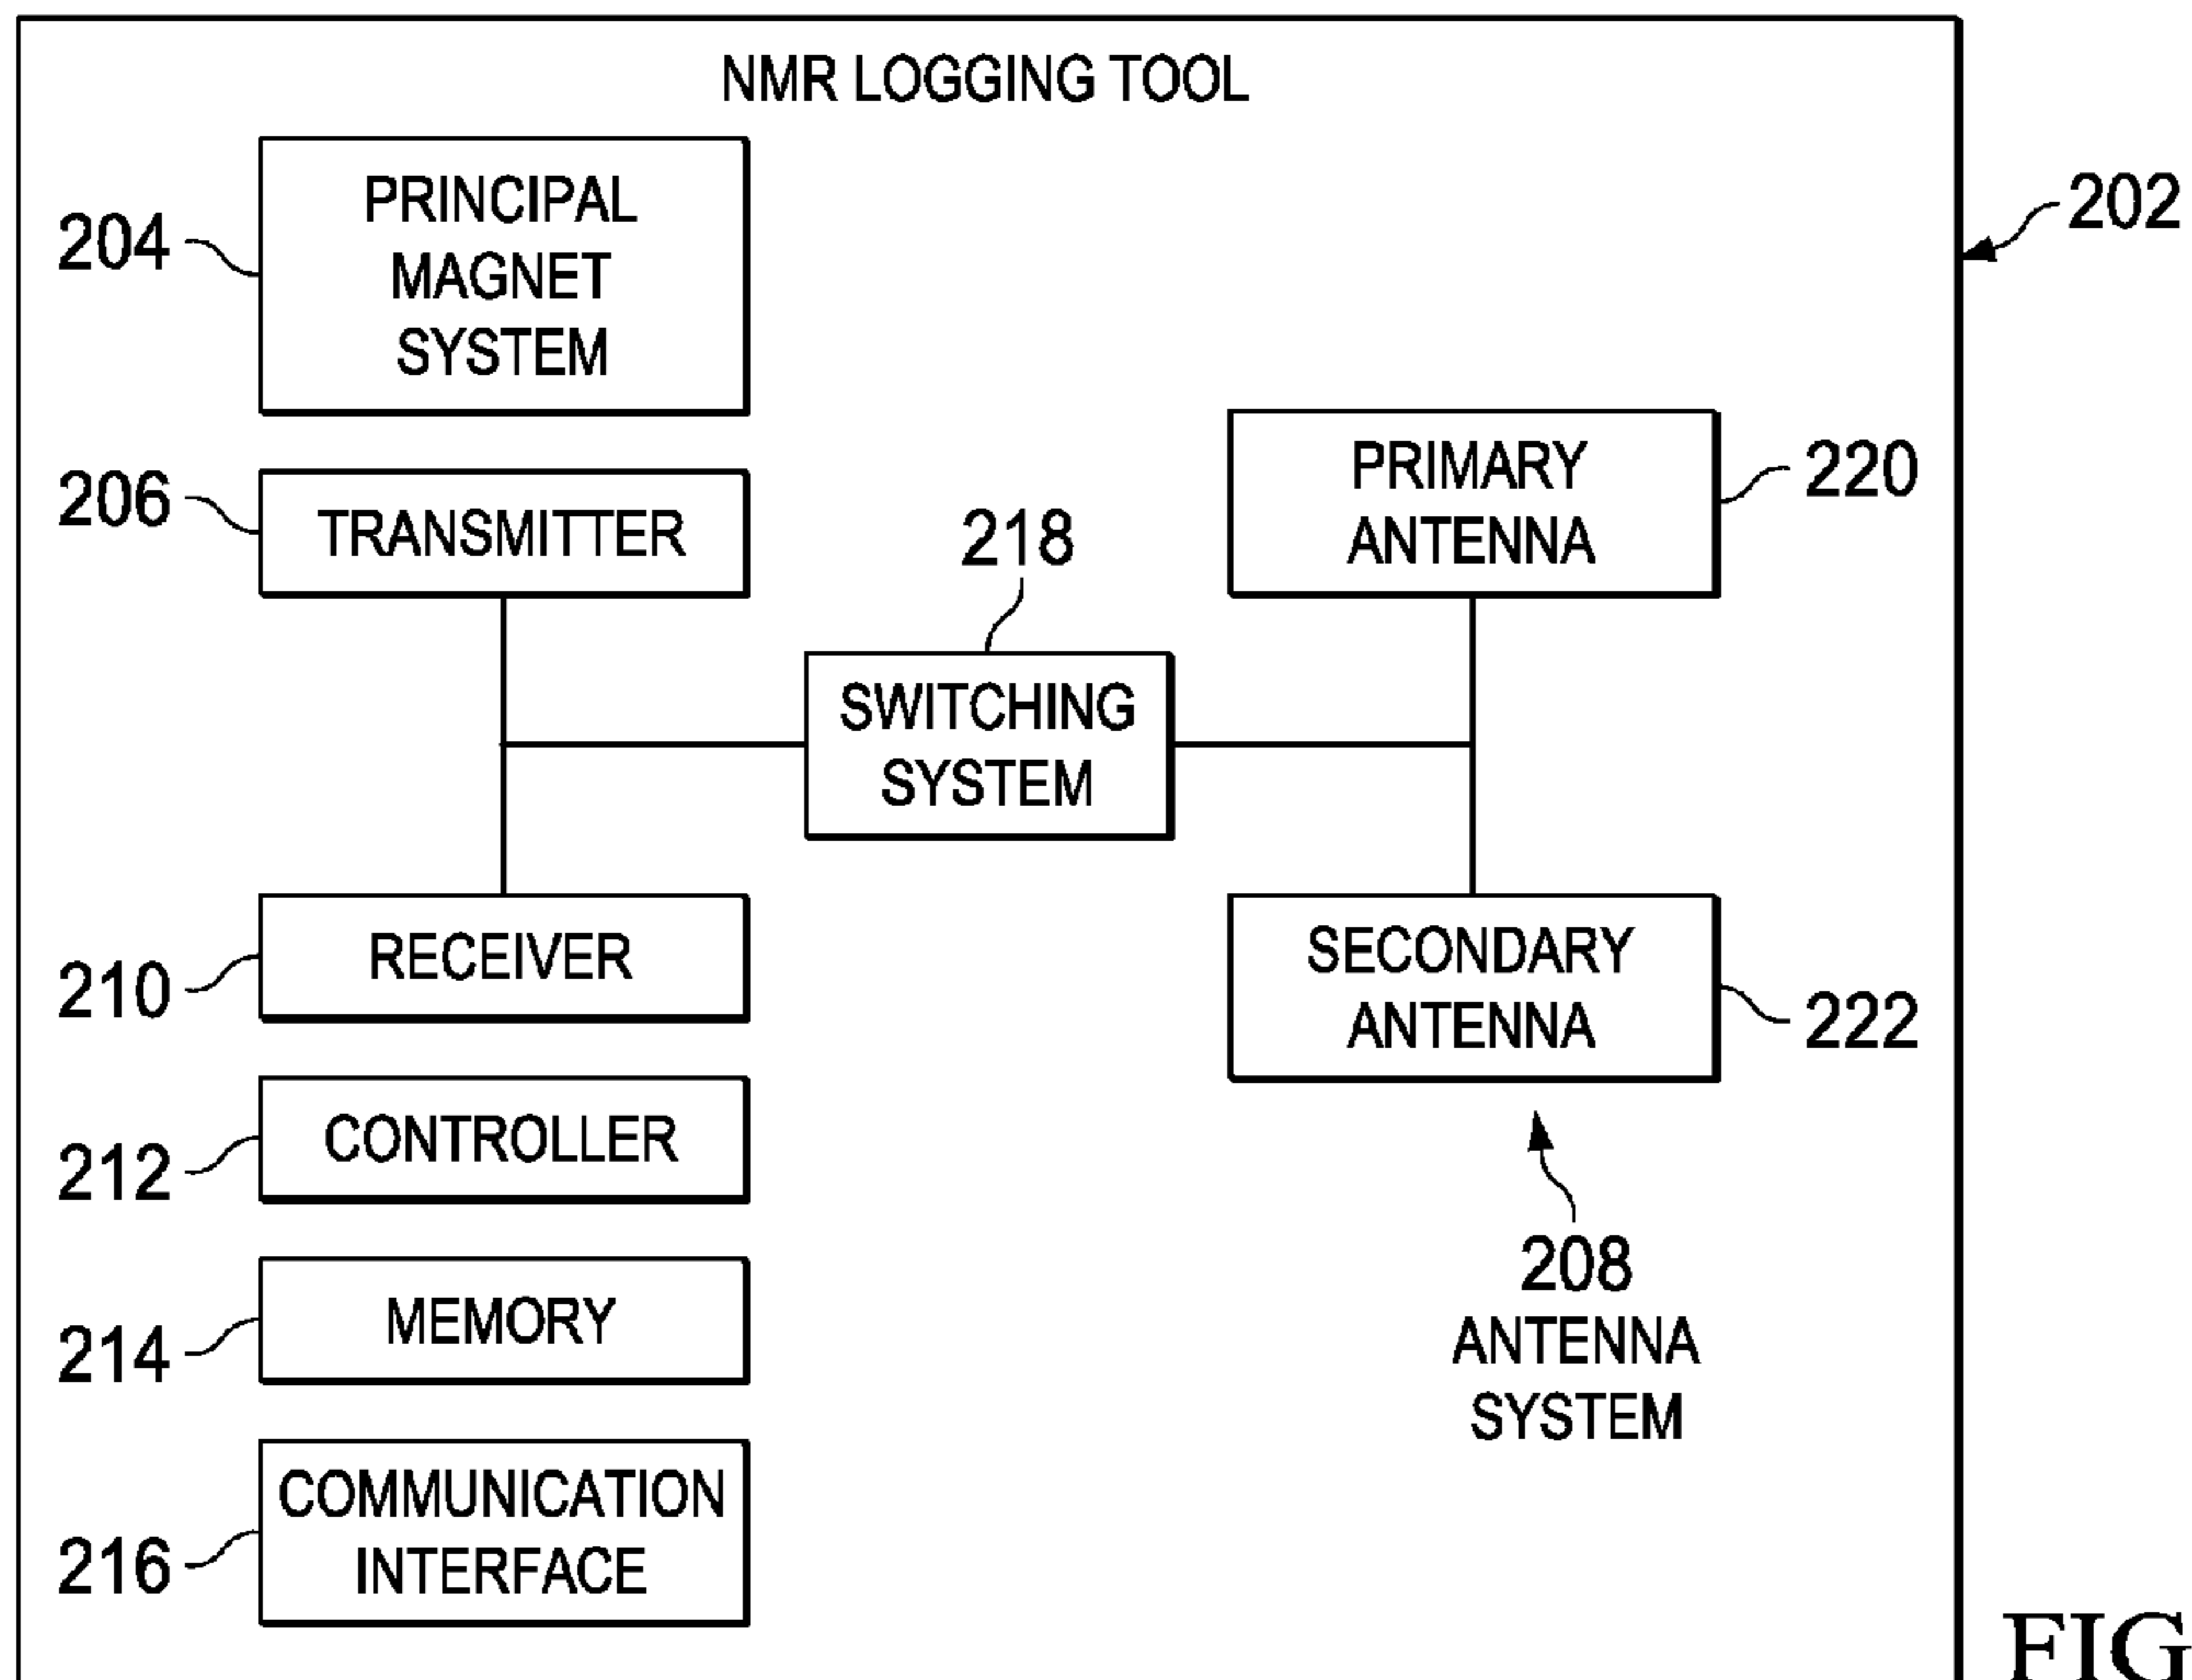 NMR LOGGING TOOL
202
204
PRINCIPAL
MAGNET
SYSTEM
206
TRANSMITTER
218
SWITCHING
SYSTEM
PRIMARY
ANTENNA
220
210
RECEIVER
SECONDARY
ANTENNA
222
212
CONTROLLER
208
ANTENNA
SYSTEM
214
MEMORY
216
COMMUNICATION
INTERFACE
FIG